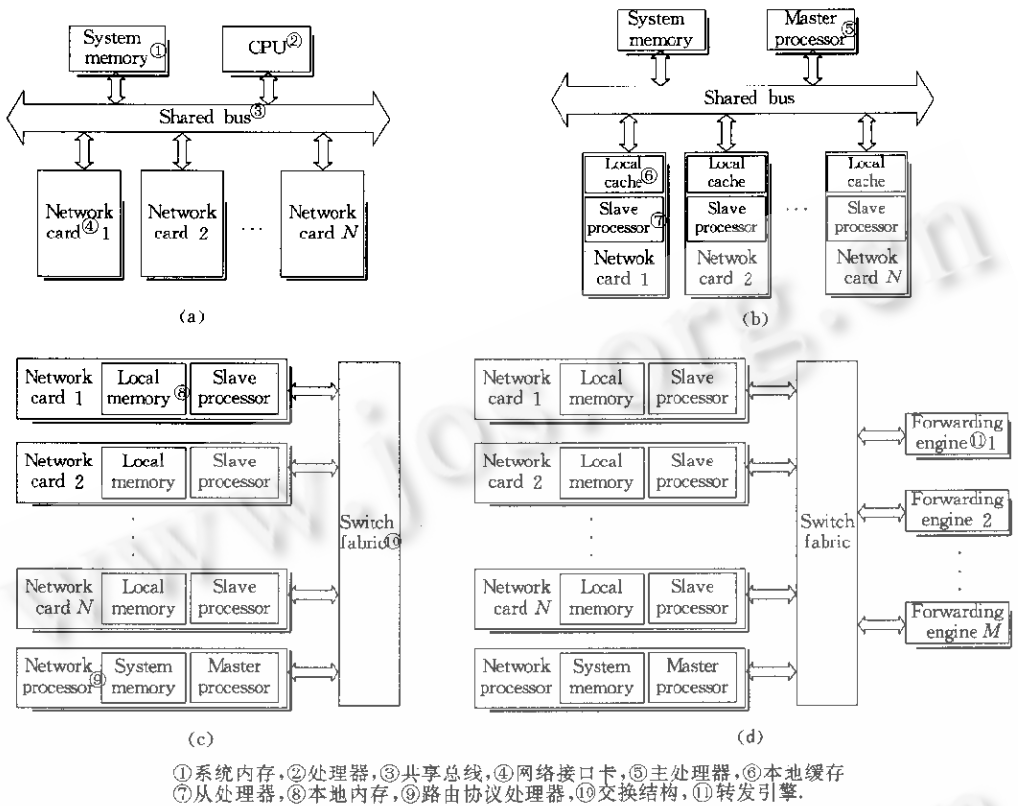 System memory①
CPU②
Shared bus③
Network card④ 1
Network card 2
...
Network card N
(a)
System memory
Master processor⑤
Shared bus
Local cache⑥
Slave processor⑦
Netwok card 1
Local cache
Slave processor
Netwok card 2
...
Local cache
Slave processor
Netwok card N
(b)
Network card 1
Local memory⑧
Slave processor
Network card 2
Local memory
Slave processor
Network card N
Local memory
Slave processor
Network processor⑨
System memory
Master processor
Switch fabric⑩
(c)
Network card 1
Local memory
Slave processor
Network card 2
Local memory
Slave processor
Network card N
Local memory
Slave processor
Network processor
System memory
Master processor
Switch fabric
Forwarding engine⑪1
Forwarding engine 2
Forwarding engine M
(d)
①系统内存,②处理器,③共享总线,④网络接口卡,⑤主处理器,⑥本地缓存
⑦从处理器,⑧本地内存,⑨路由协议处理器,⑩交换结构,⑪转发引擎.
www.jos.org.cn